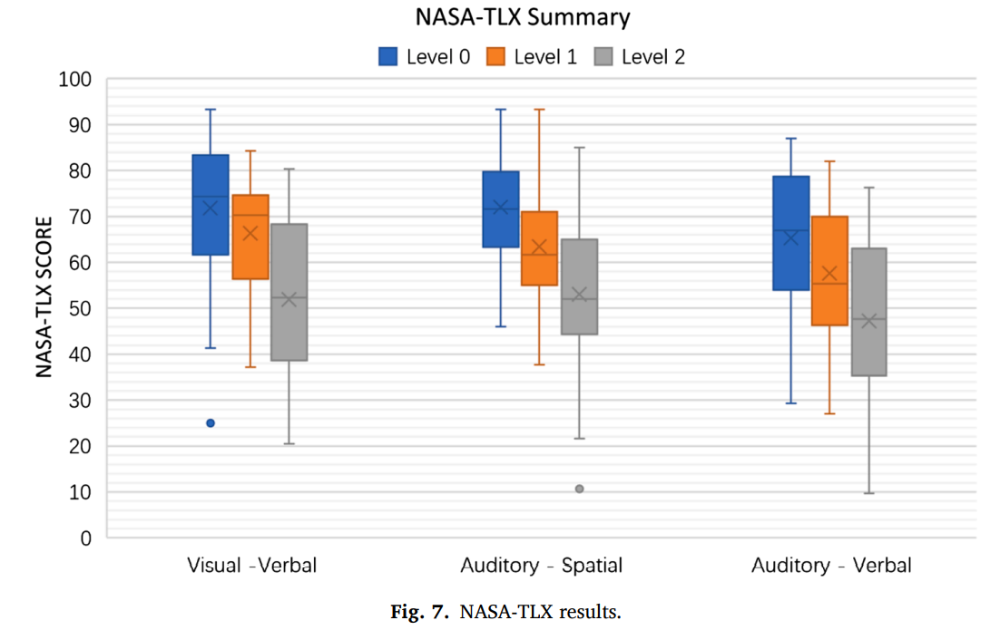 NASA-TLX Summary
Level 0 Level 1 Level 2
NASA-TLX SCORE
100
90
80
70
60
50
40
30
20
10
0
Visual -Verbal Auditory - Spatial Auditory - Verbal
Fig. 7. NASA-TLX results.